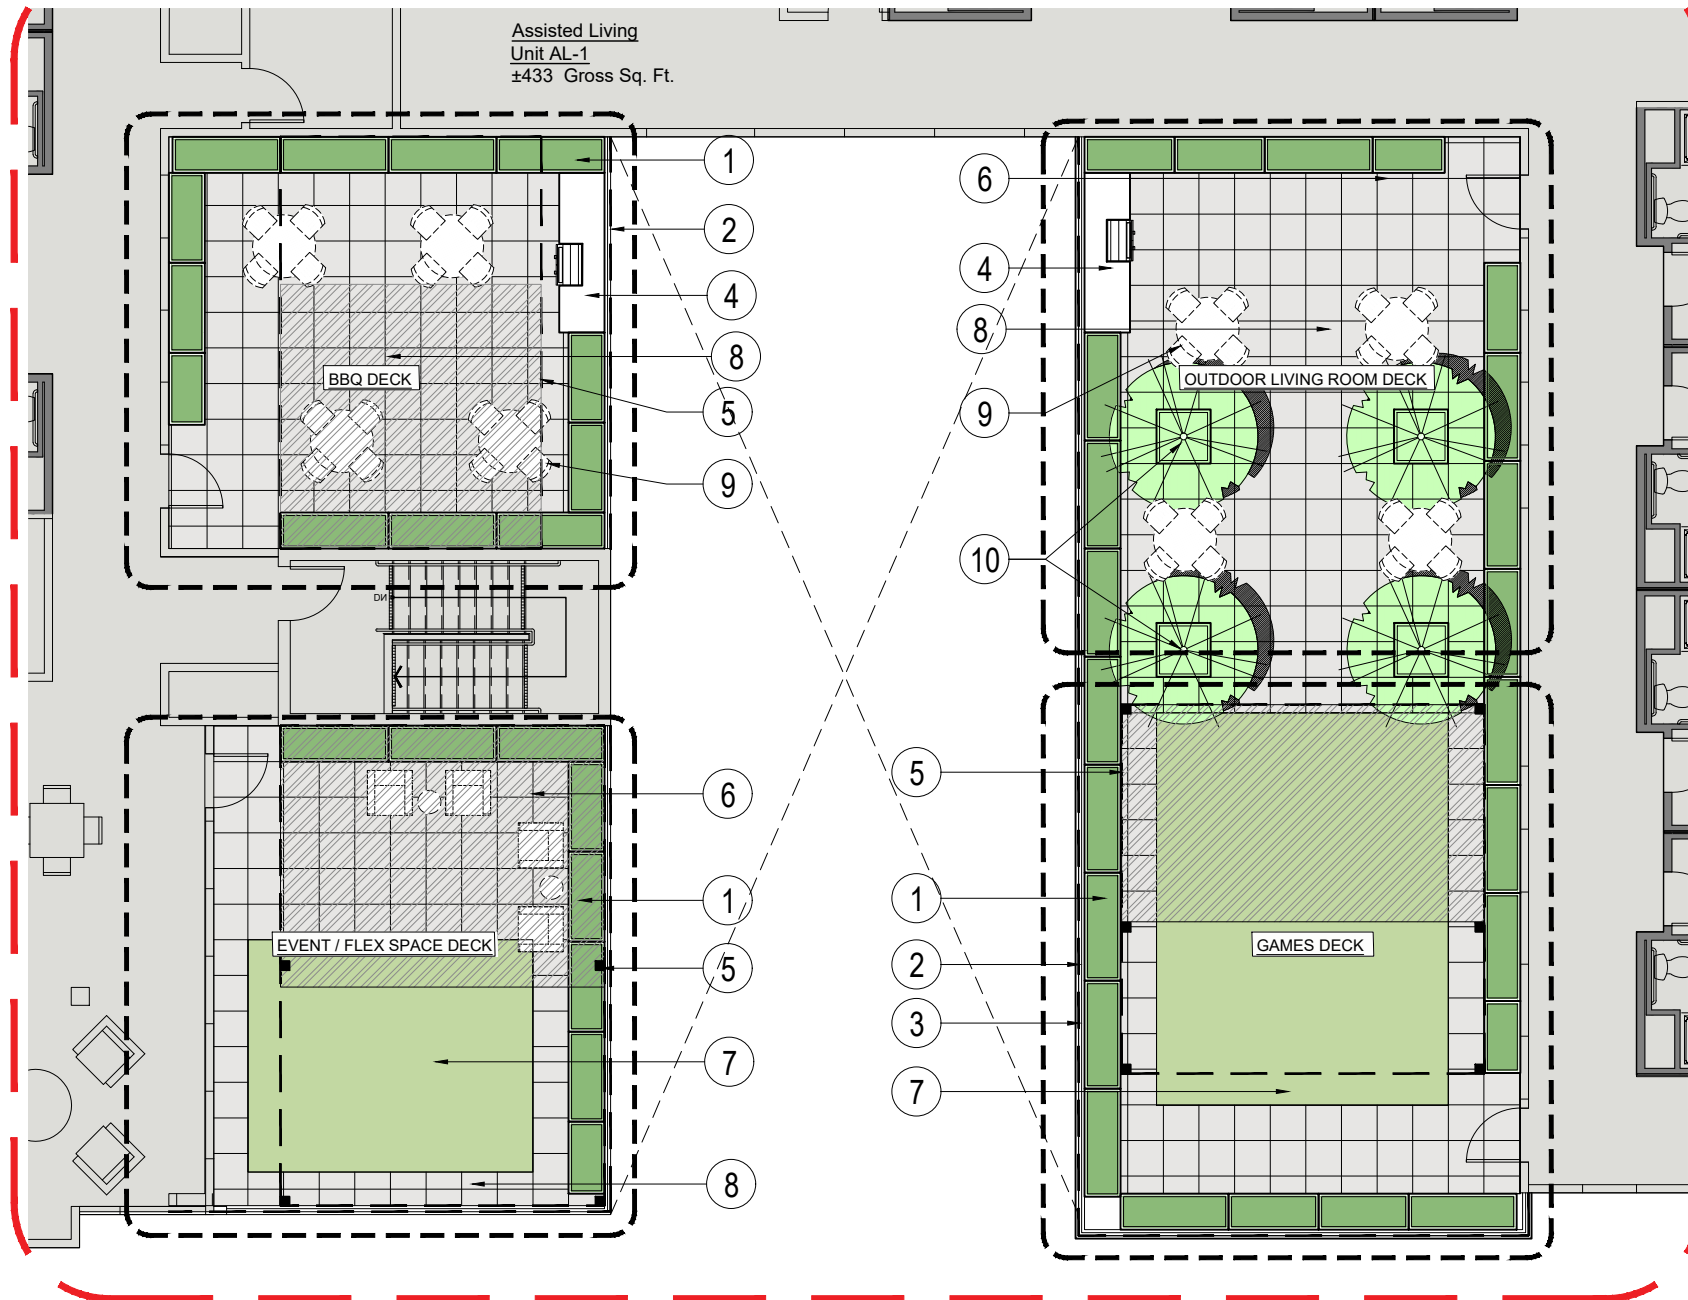 Assisted Living
Unit AL-1
±433 Gross Sq. Ft.
1
2
4
8
BBQ DECK
5
9
DN
6
4
8
OUTDOOR LIVING ROOM DECK
9
10
6
1
EVENT / FLEX SPACE DECK
5
7
8
5
1
GAMES DECK
2
3
7